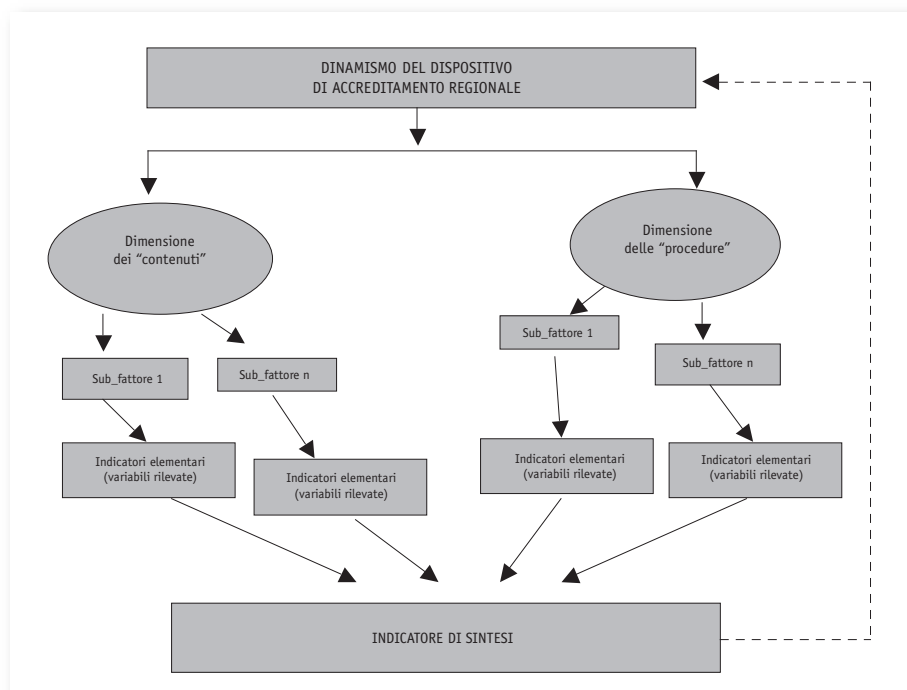 DINAMISMO DEL DISPOSITIVO
DI ACCREDITAMENTO REGIONALE
Dimensione
dei “contenuti”
Dimensione
delle “procedure”
Sub_fattore 1
Sub_fattore n
Sub_fattore 1
Sub_fattore n
Indicatori elementari
(variabili rilevate)
Indicatori elementari
(variabili rilevate)
Indicatori elementari
(variabili rilevate)
Indicatori elementari
(variabili rilevate)
INDICATORE DI SINTESI